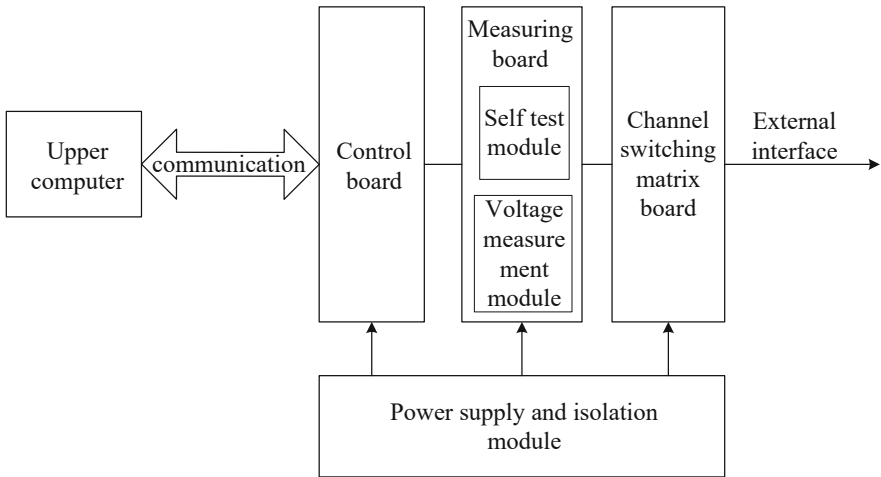 Upper
computer
communication
Control
board
Measuring
board
Self test
module
Voltage
measure
ment
module
Channel
switching
matrix
board
External
interface
Power supply and isolation
module